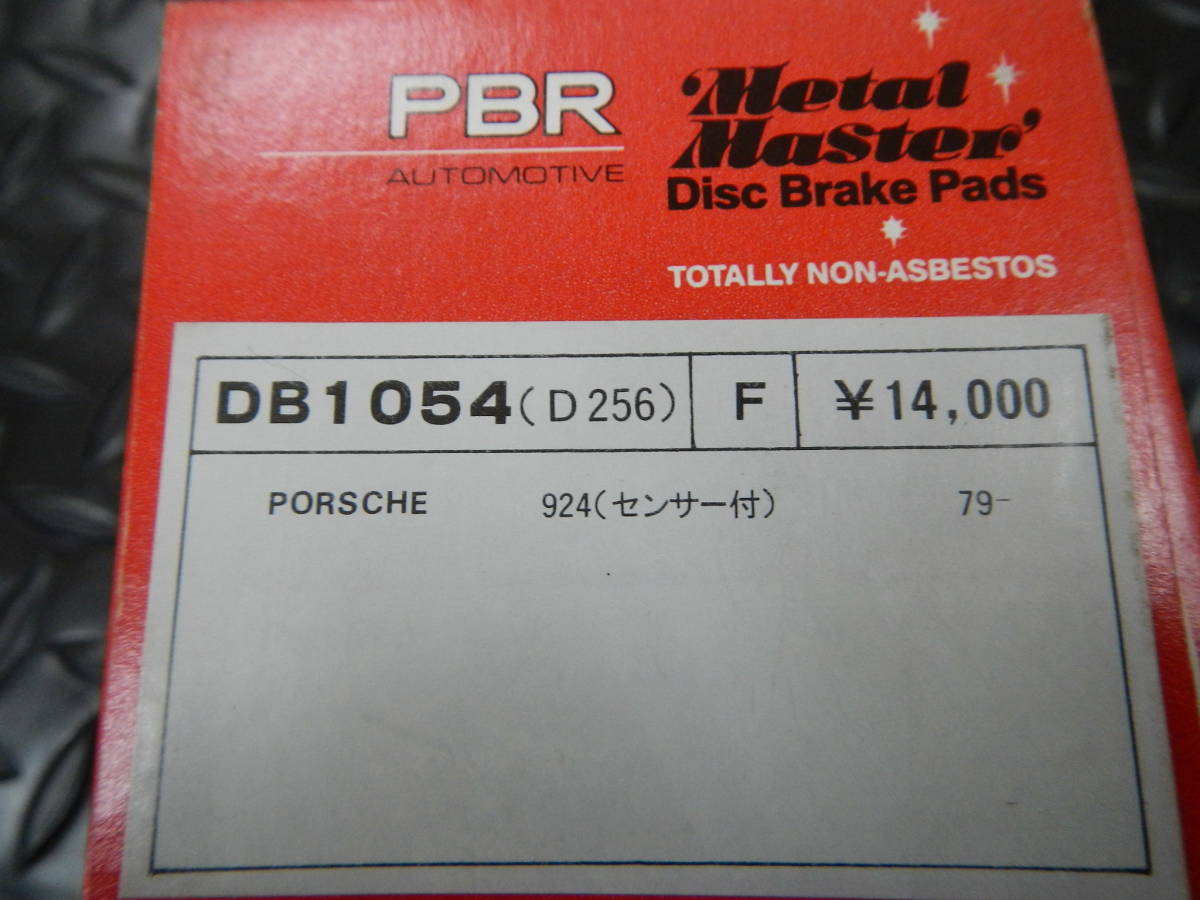 PBR
AUTOMOTIVE
'Metal
Master'
Disc Brake Pads
TOTALLY NON-ASBESTOS
DB1054(D256) F ¥14,000
PORSCHE 924(センサー付) 79-